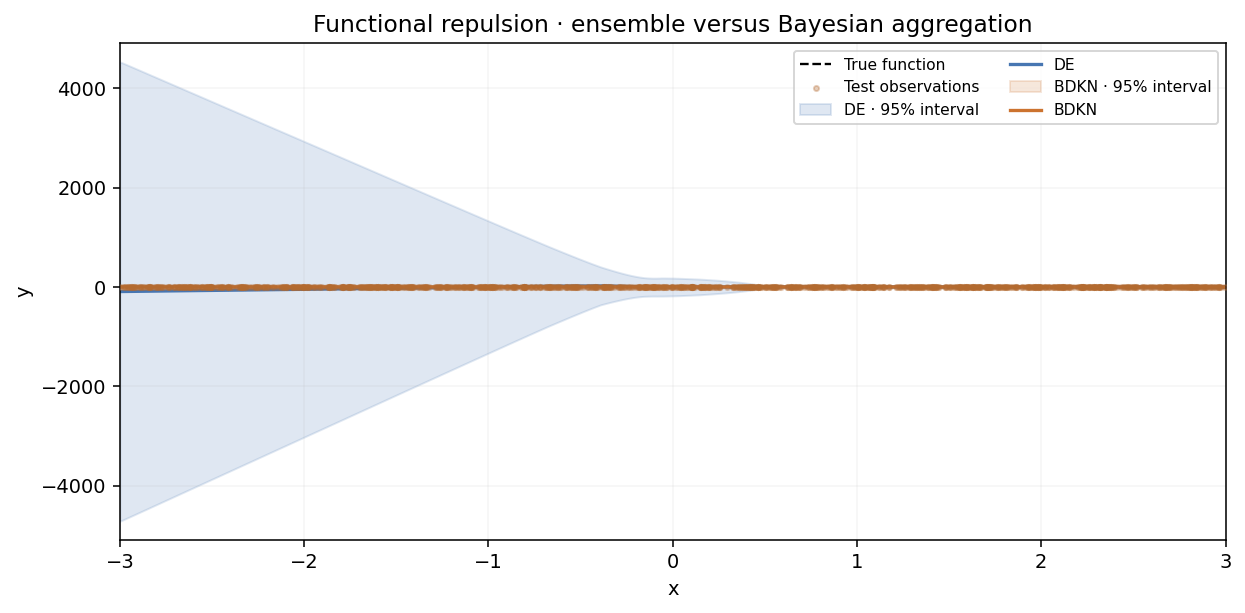 Functional repulsion · ensemble versus Bayesian aggregation
True function
Test observations
DE · 95% interval
DE
BDKN · 95% interval
BDKN
4000
2000
0
−2000
−4000
y
−3
−2
−1
0
1
2
3
x